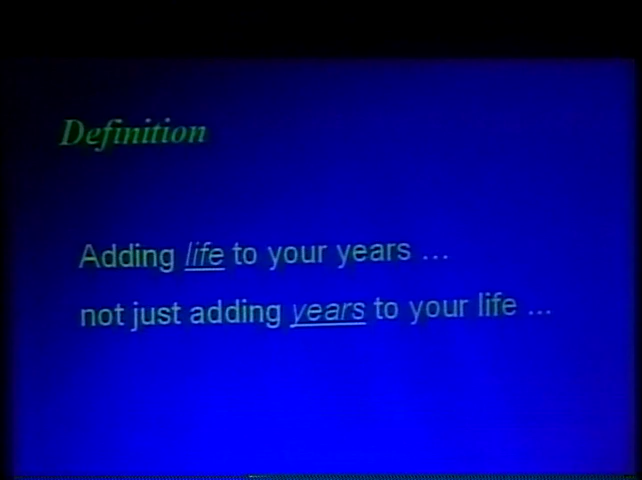 Definition
Adding life to your years ...
not just adding years to your life ...